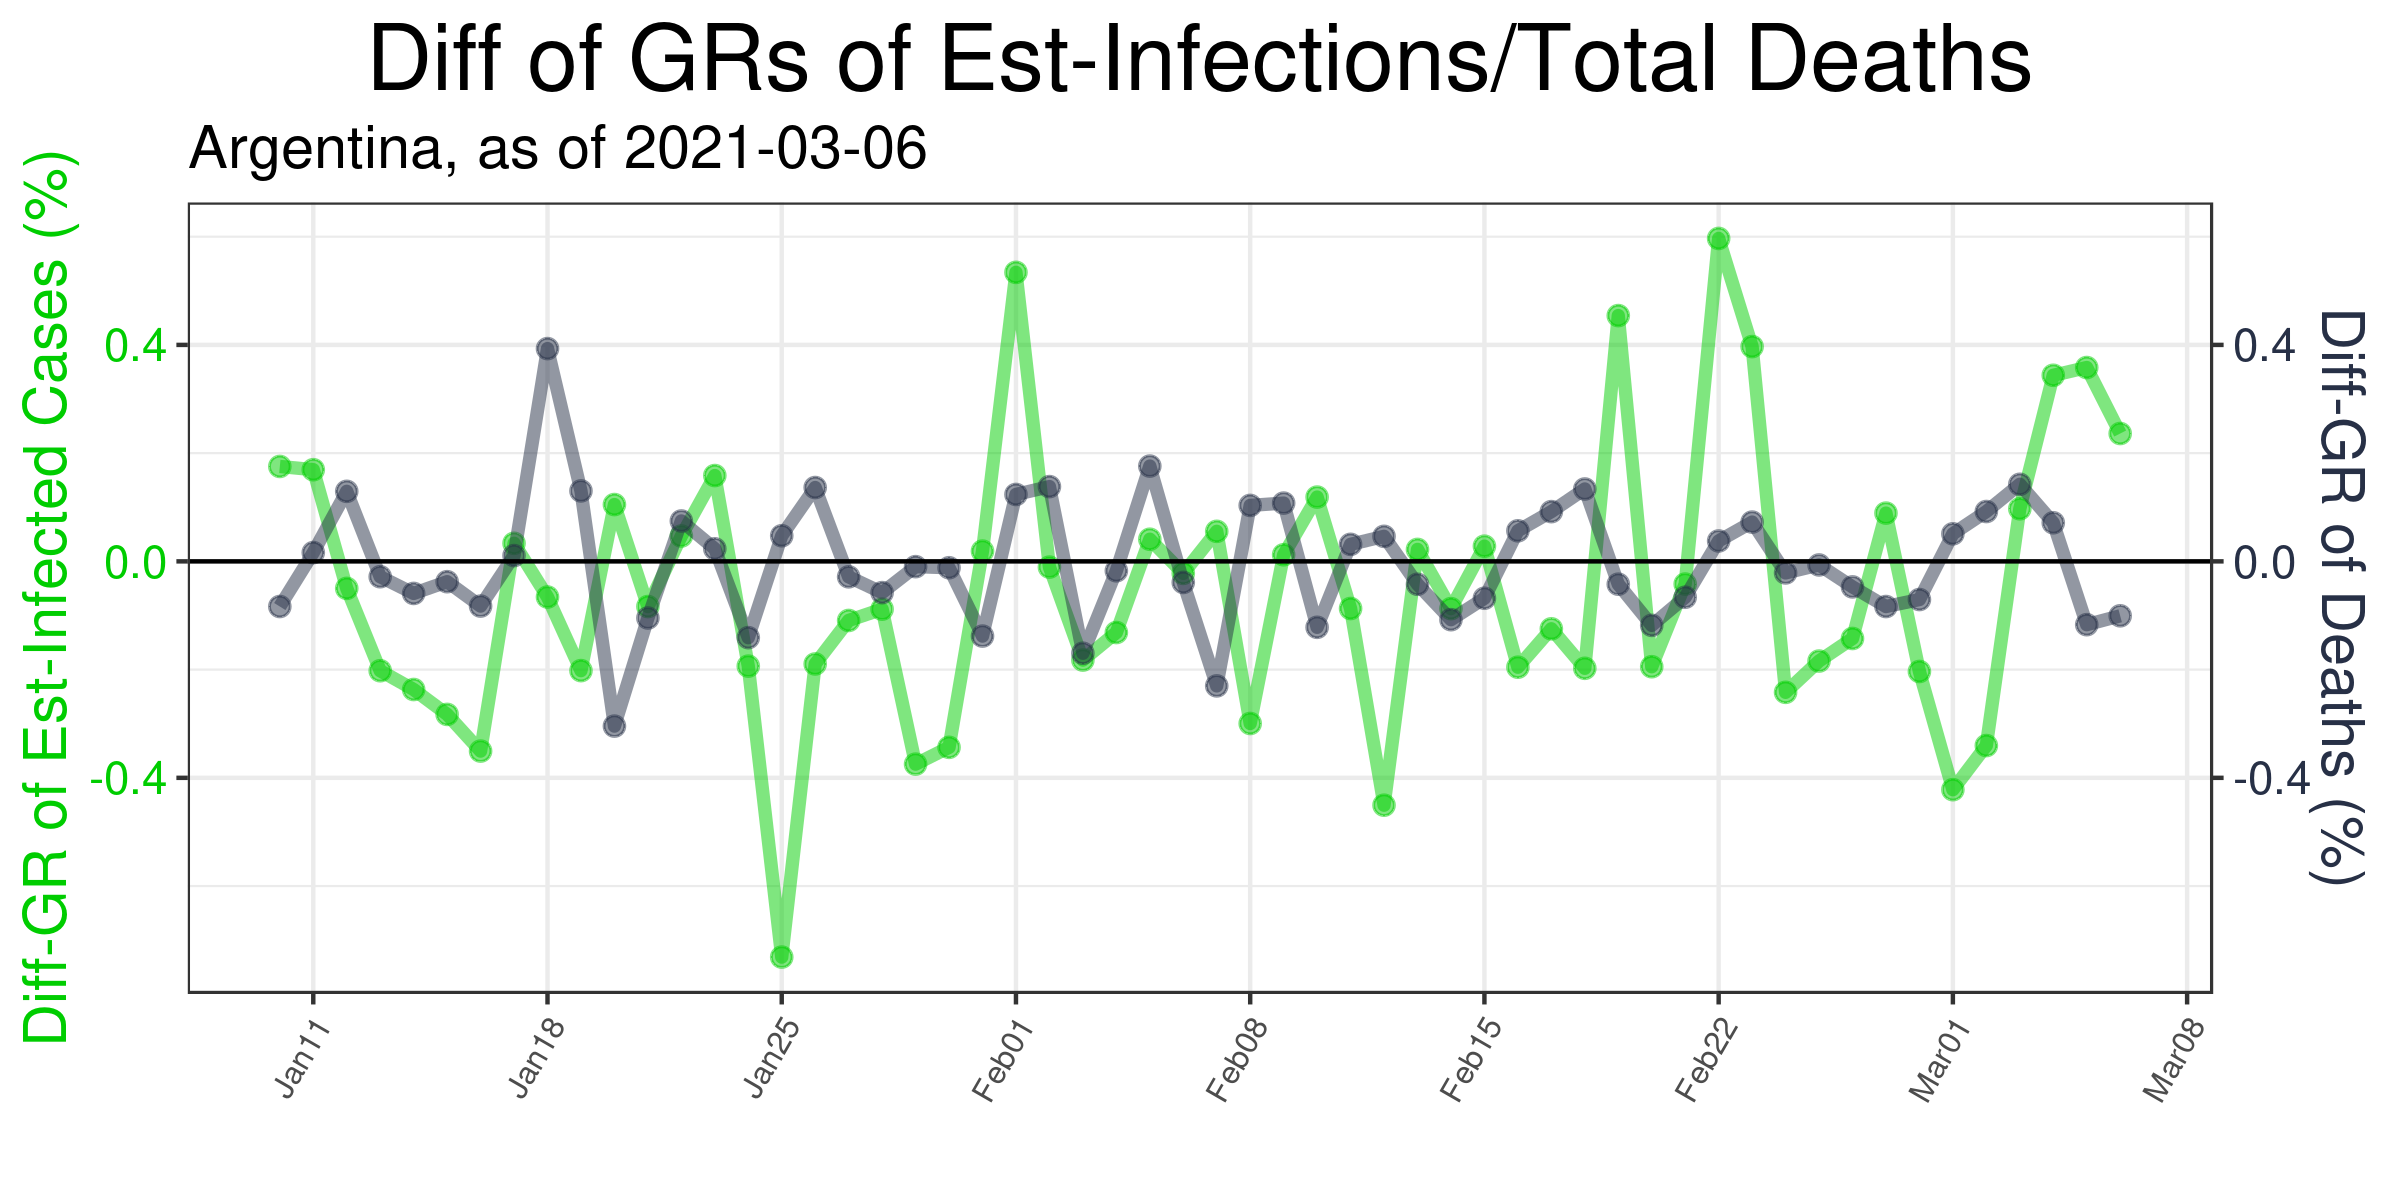 Diff of GRs of Est-Infections/Total Deaths
Argentina, as of 2021-03-06
Diff-GR of Est-Infected Cases (%)
0.4
0.0
-0.4
0.4
0.0
-0.4
Diff-GR of Deaths (%)
Jan11
Jan18
Jan25
Feb01
Feb08
Feb15
Feb22
Mar01
Mar08